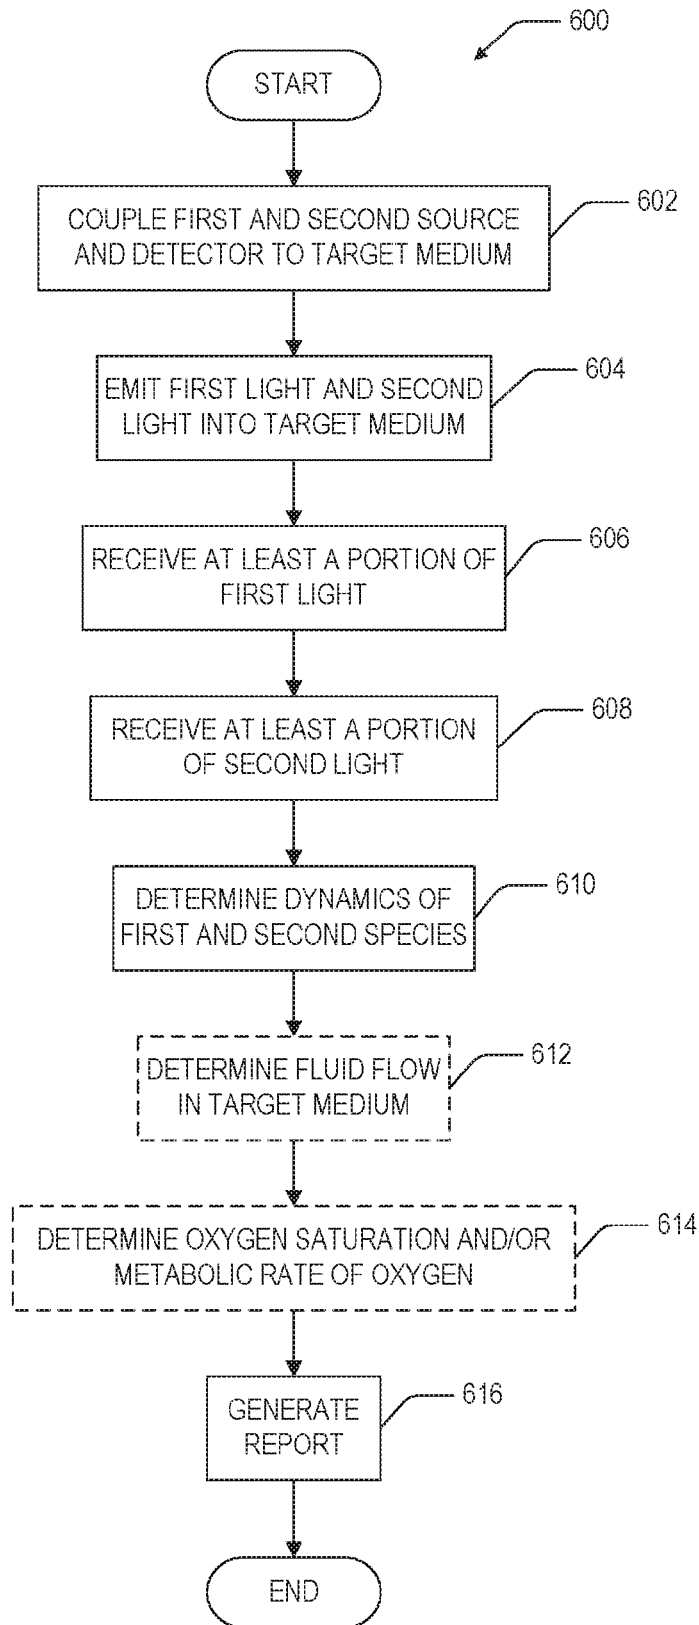 600
START
COUPLE FIRST AND SECOND SOURCE
AND DETECTOR TO TARGET MEDIUM
602
EMIT FIRST LIGHT AND SECOND
LIGHT INTO TARGET MEDIUM
604
RECEIVE AT LEAST A PORTION OF
FIRST LIGHT
606
RECEIVE AT LEAST A PORTION
OF SECOND LIGHT
608
DETERMINE DYNAMICS OF
FIRST AND SECOND SPECIES
610
DETERMINE FLUID FLOW
IN TARGET MEDIUM
612
DETERMINE OXYGEN SATURATION AND/OR
METABOLIC RATE OF OXYGEN
614
GENERATE
REPORT
616
END